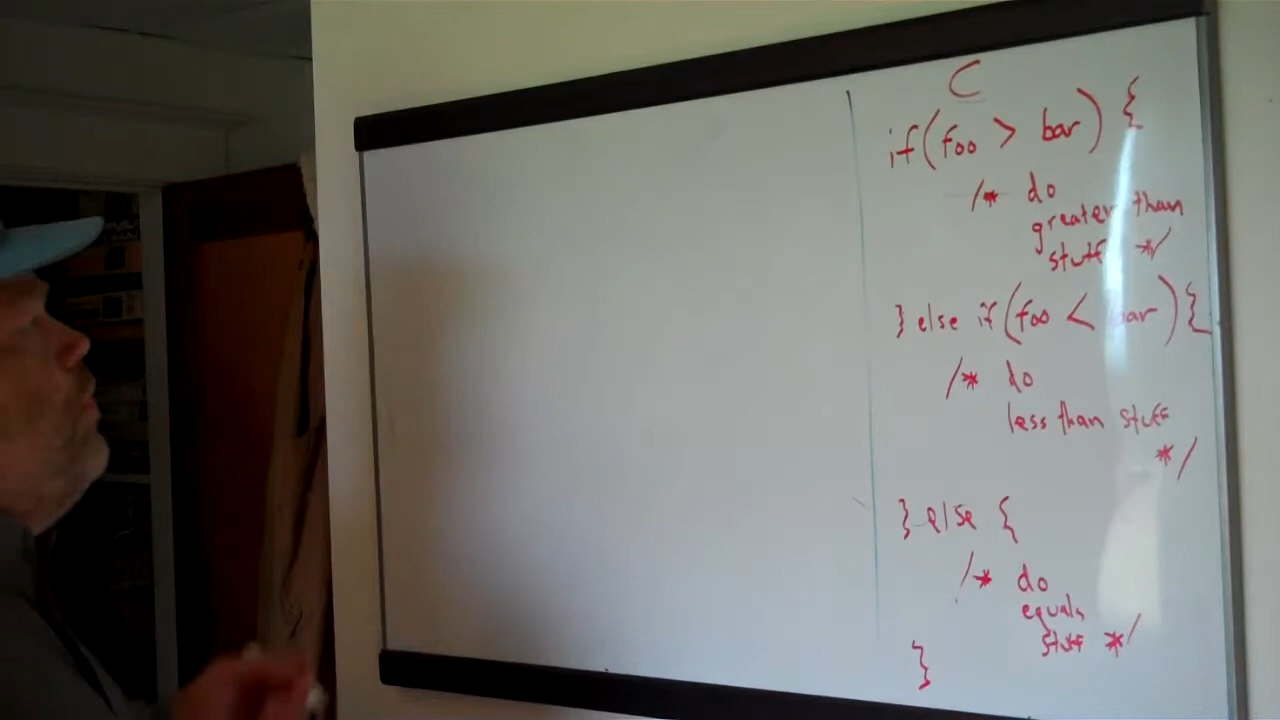 C
if (foo > bar) {
/* do
greater than
stuff */
} else if (foo < bar) {
/* do
less than stuff
*/
} else {
/* do
equals
stuff */
}